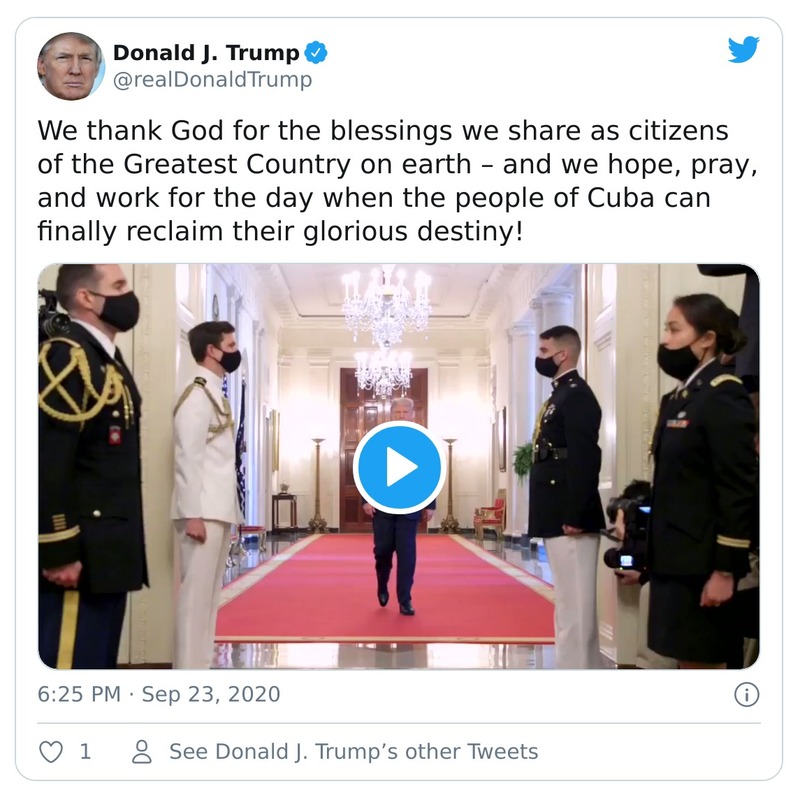 Donald J. Trump
@realDonaldTrump
We thank God for the blessings we share as citizens
of the Greatest Country on earth – and we hope, pray,
and work for the day when the people of Cuba can
finally reclaim their glorious destiny!
6:25 PM · Sep 23, 2020
1 See Donald J. Trump’s other Tweets